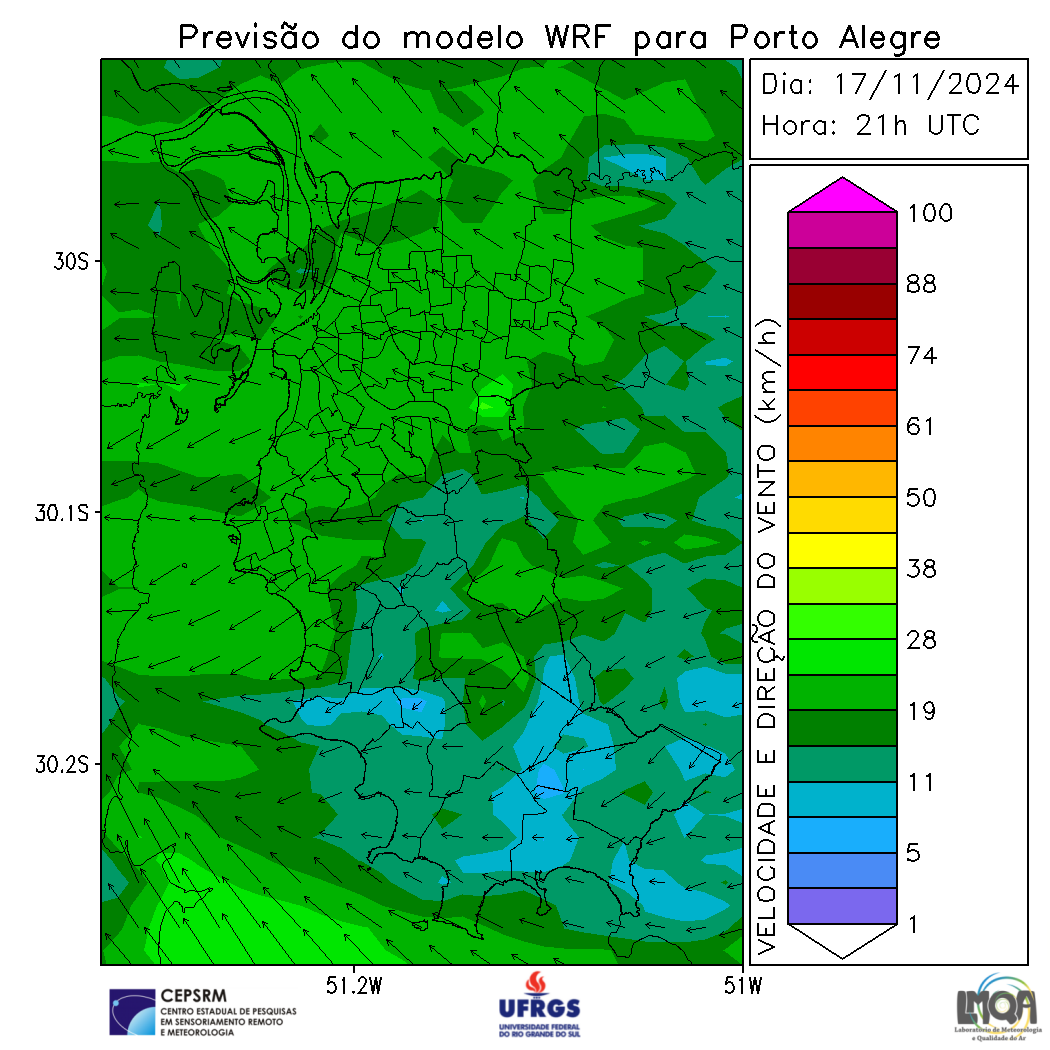 Previsão do modelo WRF para Porto Alegre
Dia: 17/11/2024
Hora: 21h UTC
30S
30.1S
30.2S
51.2W
51W
VELOCIDADE E DIREÇÃO DO VENTO (km/h)
100
88
74
61
50
38
28
19
11
5
1
CEPSRM
CENTRO ESTADUAL DE PESQUISAS
EM SENSORIAMENTO REMOTO
E METEOROLOGIA
UFRGS
UNIVERSIDADE FEDERAL
DO RIO GRANDE DO SUL
LMQA
Laboratório de Meteorologia
e Qualidade do Ar